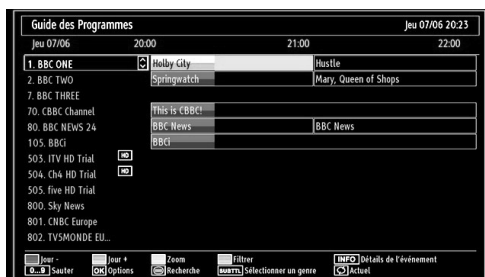 Guide des Programmes Jeu 07/06 20:23
Jeu 07/06 20:00 21:00 22:00
1. BBC ONE Holby City Hustle
2. BBC TWO Springwatch Mary, Queen of Shops
7. BBC THREE
70. CBBC Channel This is CBBC!
80. BBC NEWS 24 BBC News BBC News
105. BBCi BBCi
503. ITV HD Trial HD
504. Ch4 HD Trial HD
505. five HD Trial
800. Sky News
801. CNBC Europe
802. TV5MONDE EU...
Jour - Jour + Zoom Filtrer INFO Détails de l'événement
0...9 Sauter OK Options Recherche SUBTTL Sélectionner un genre Actuel